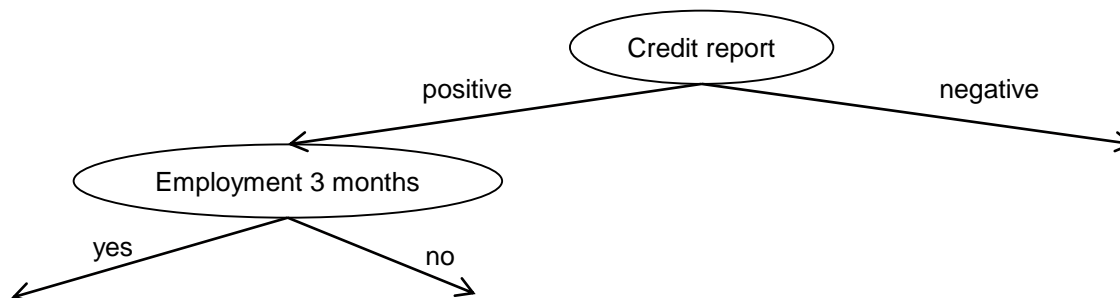 Credit report
positive
negative
Employment 3 months
yes
no